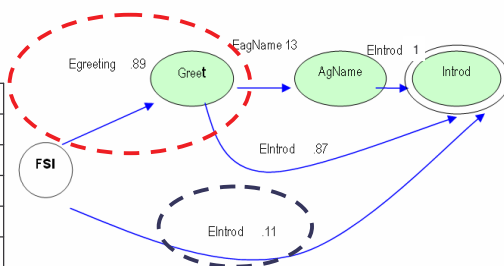 EagName 13
EIntrod 1
Egreeting .89
Greet
AgName
Introd
EIntrod .87
FSI
EIntrod .11